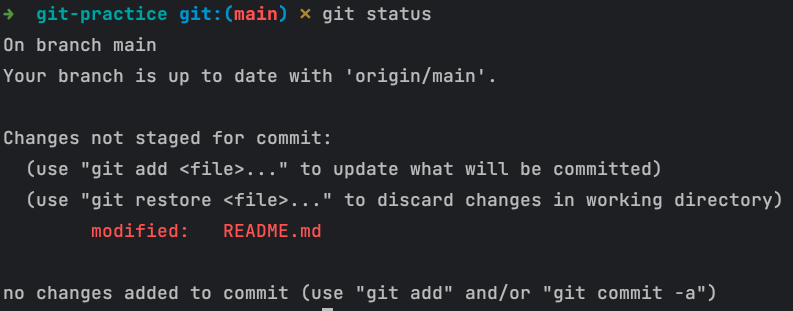 ➜  git-practice git:(main) ✗ git status
On branch main
Your branch is up to date with 'origin/main'.

Changes not staged for commit:
  (use "git add <file>..." to update what will be committed)
  (use "git restore <file>..." to discard changes in working directory)
        modified:   README.md

no changes added to commit (use "git add" and/or "git commit -a")